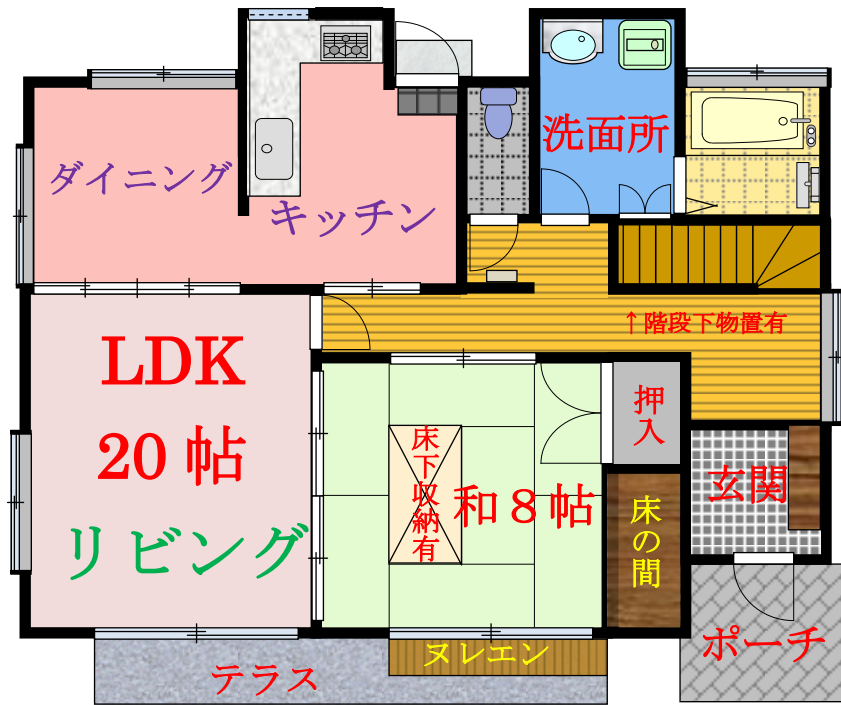 洗面所
ダイニング
キッチン
↑階段下物置有
LDK
20 帖
リビング
押入
床下収納有
和８帖
玄関
床の間
ポーチ
ヌレエン
テラス